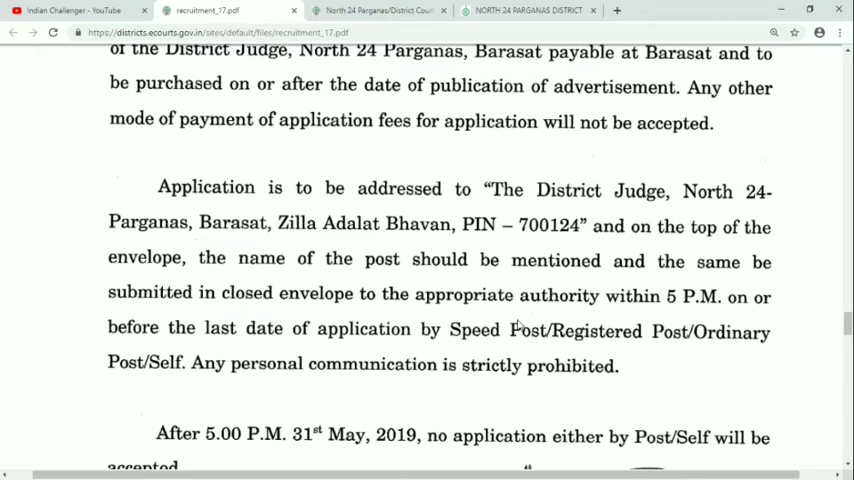 Indian Challenger - YouTube
recruitment_17.pdf
North 24 Parganas/District Cour
NORTH 24 PARGANAS DISTRICT
https://districts.ecourts.gov.in/sites/default/files/recruitment_17.pdf
of the District Judge, North 24 Parganas, Barasat payable at Barasat and to
be purchased on or after the date of publication of advertisement. Any other
mode of payment of application fees for application will not be accepted.
Application is to be addressed to “The District Judge, North 24-
Parganas, Barasat, Zilla Adalat Bhavan, PIN – 700124” and on the top of the
envelope, the name of the post should be mentioned and the same be
submitted in closed envelope to the appropriate authority within 5 P.M. on or
before the last date of application by Speed Post/Registered Post/Ordinary
Post/Self. Any personal communication is strictly prohibited.
After 5.00 P.M. 31st May, 2019, no application either by Post/Self will be
accepted